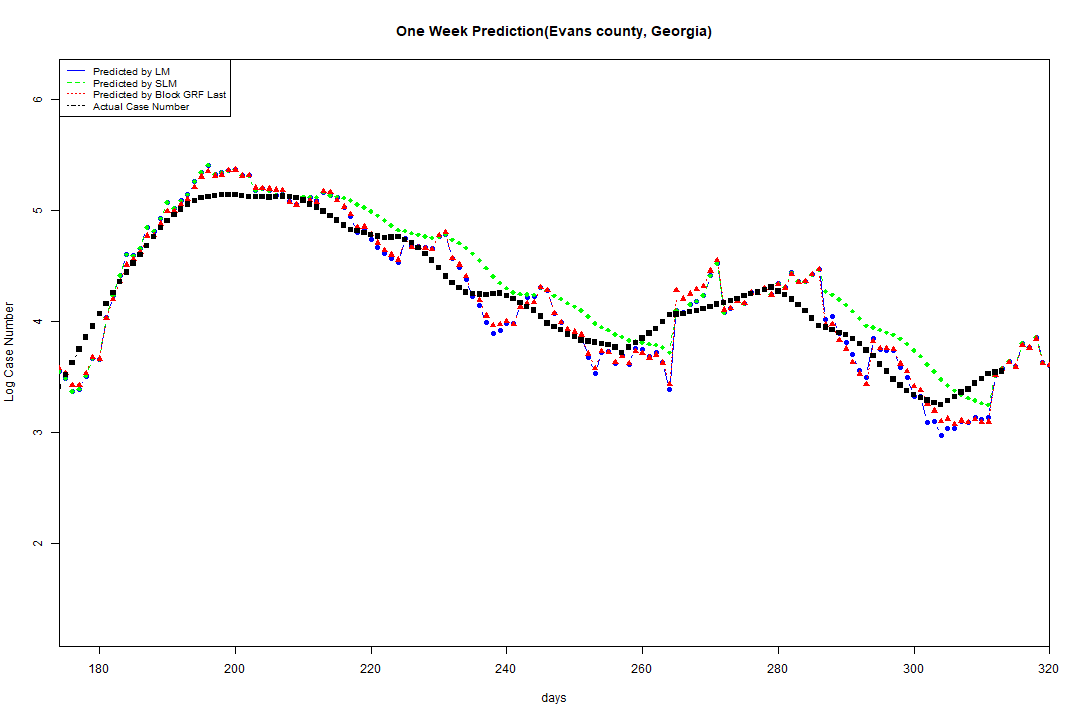 One Week Prediction(Evans county, Georgia)
Predicted by LM
Predicted by SLM
Predicted by Block GRF Last
Actual Case Number
6
5
4
3
2
Log Case Number
180 200 220 240 260 280 300 320
days